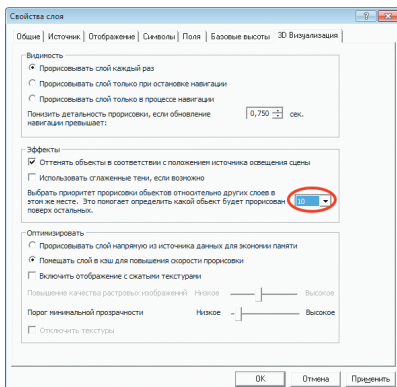 Свойства слоя
Общие Источник Отображение Символы Поля Базовые высоты 3D Визуализация
Видимость
Прорисовывать слой каждый раз
Прорисовывать слой только при остановке навигации
Прорисовывать слой только в процессе навигации
Понизить детальность прорисовки, если обновление навигации превышает: 0,750 сек.
Эффекты
Оттенять объекты в соответствии с положением источника освещения сцены
Использовать сглаженные тени, если возможно
Выбрать приоритет прорисовки объектов относительно других слоев в
этом же месте. Это помогает определить какой объект будет прорисован 10
поверх остальных.
Оптимизировать
Прорисовывать слой напрямую из источника данных для экономии памяти
Помещать слой в кэш для повышения скорости прорисовки
Включить отображение с сжатыми текстурами
Повышение качества растровых изображений Низкое Высокое
Порог минимальной прозрачности Низкое Высокое
Отключить текстуры
OK Отмена Применить